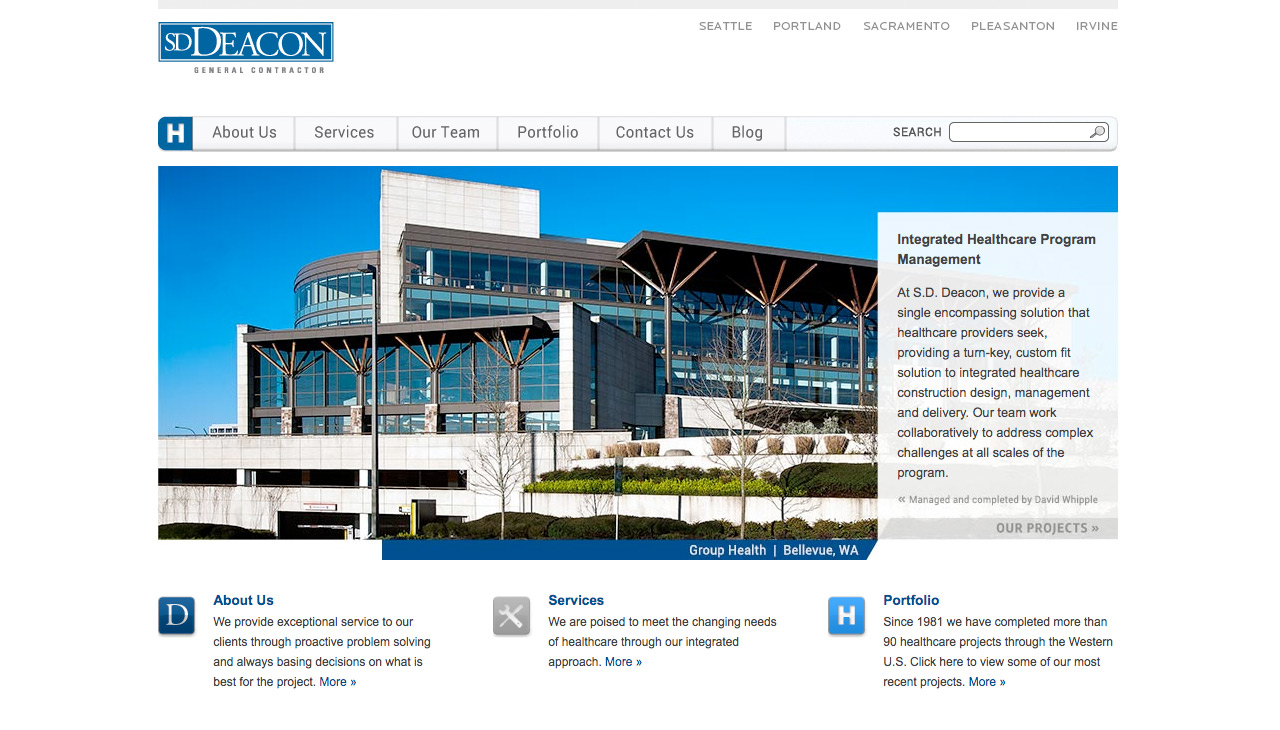 SD DEACON
GENERAL CONTRACTOR
SEATTLE PORTLAND SACRAMENTO PLEASANTON IRVINE
H About Us Services Our Team Portfolio Contact Us Blog SEARCH
Integrated Healthcare Program
Management
At S.D. Deacon, we provide a
single encompassing solution that
healthcare providers seek,
providing a turn-key, custom fit
solution to integrated healthcare
construction design, management
and delivery. Our team work
collaboratively to address complex
challenges at all scales of the
program.
« Managed and completed by David Whipple
OUR PROJECTS »
Group Health | Bellevue, WA
D
About Us
We provide exceptional service to our
clients through proactive problem solving
and always basing decisions on what is
best for the project. More »
Services
We are poised to meet the changing needs
of healthcare through our integrated
approach. More »
H
Portfolio
Since 1981 we have completed more than
90 healthcare projects through the Western
U.S. Click here to view some of our most
recent projects. More »